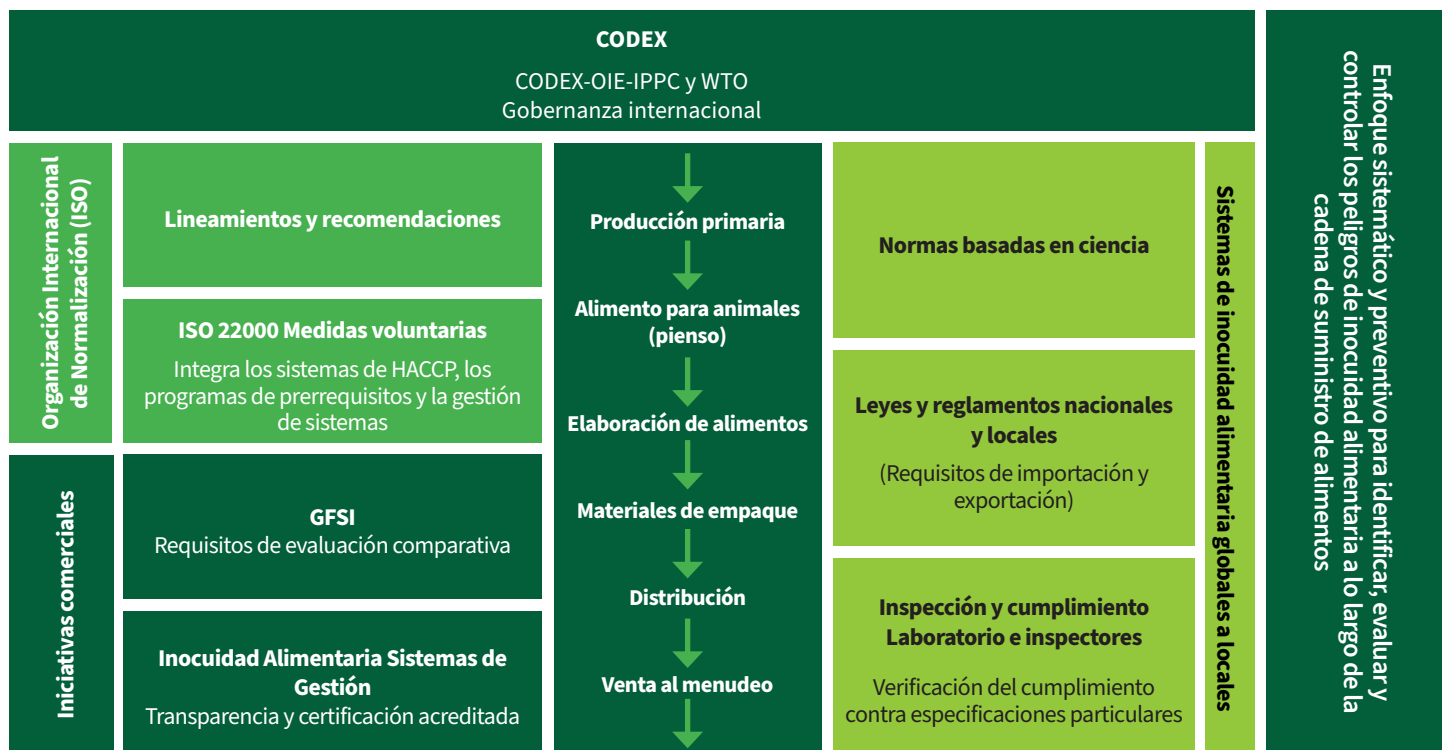 CODEX
CODEX-OIE-IPPC y WTO
Gobernanza internacional
Organización Internacional
de Normalización (ISO)
Lineamientos y recomendaciones
ISO 22000 Medidas voluntarias
Integra los sistemas de HACCP, los
programas de prerrequisitos y la gestión
de sistemas
Iniciativas comerciales
GFSI
Requisitos de evaluación comparativa
Inocuidad Alimentaria Sistemas de
Gestión
Transparencia y certificación acreditada
Producción primaria
Alimento para animales
(pienso)
Elaboración de alimentos
Materiales de empaque
Distribución
Venta al menudeo
Normas basadas en ciencia
Leyes y reglamentos nacionales
y locales
(Requisitos de importación y
exportación)
Inspección y cumplimiento
Laboratorio e inspectores
Verificación del cumplimiento
contra especificaciones particulares
Sistemas de inocuidad alimentaria globales a locales
Enfoque sistemático y preventivo para identificar, evaluar y
controlar los peligros de inocuidad alimentaria a lo largo de la
cadena de suministro de alimentos